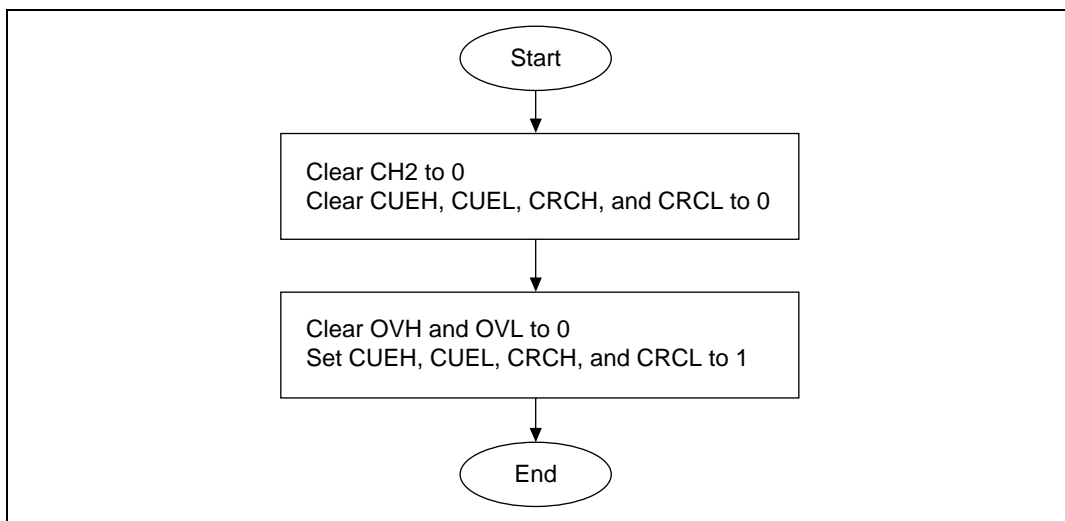 Start
Clear CH2 to 0
Clear CUEH, CUEL, CRCH, and CRCL to 0
Clear OVH and OVL to 0
Set CUEH, CUEL, CRCH, and CRCL to 1
End